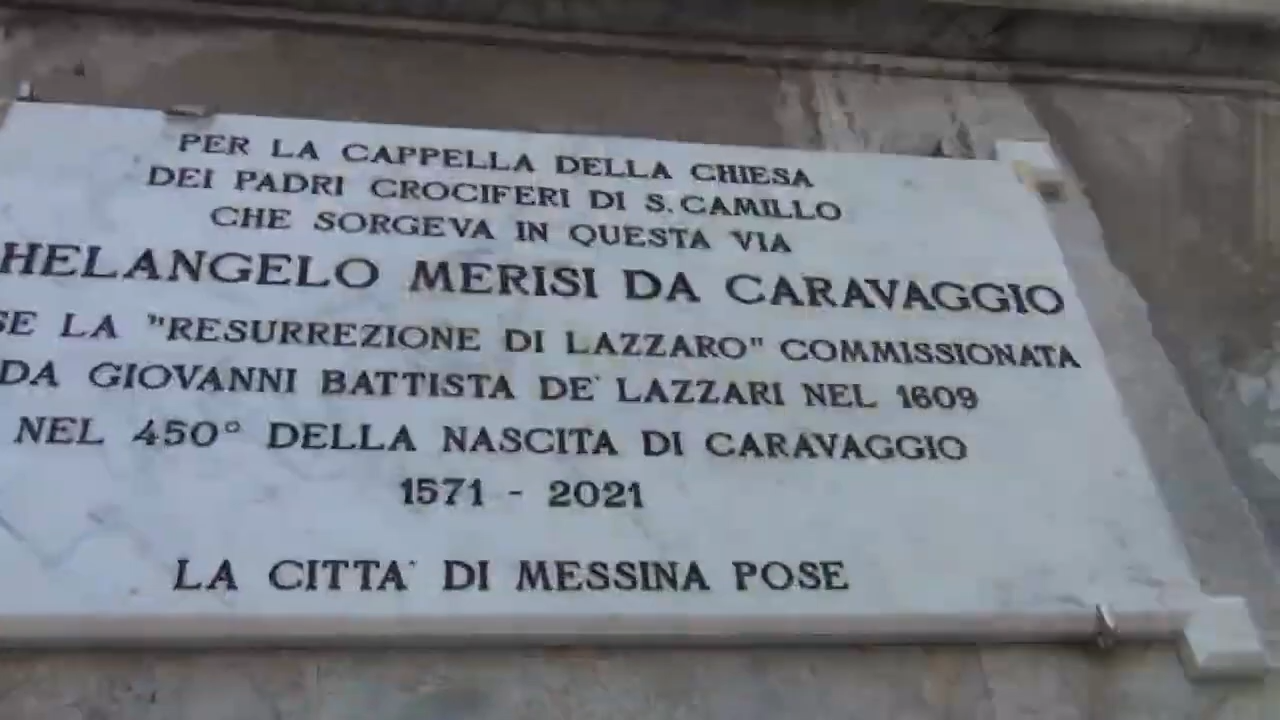 PER LA CAPPELLA DELLA CHIESA
DEI PADRI CROCIFERI DI S. CAMILLO
CHE SORGEVA IN QUESTA VIA
HELANGELO MERISI DA CARAVAGGIO
SE LA "RESURREZIONE DI LAZZARO" COMMISSIONATA
DA GIOVANNI BATTISTA DE' LAZZARI NEL 1609
NEL 450° DELLA NASCITA DI CARAVAGGIO
1571 - 2021
LA CITTA' DI MESSINA POSE